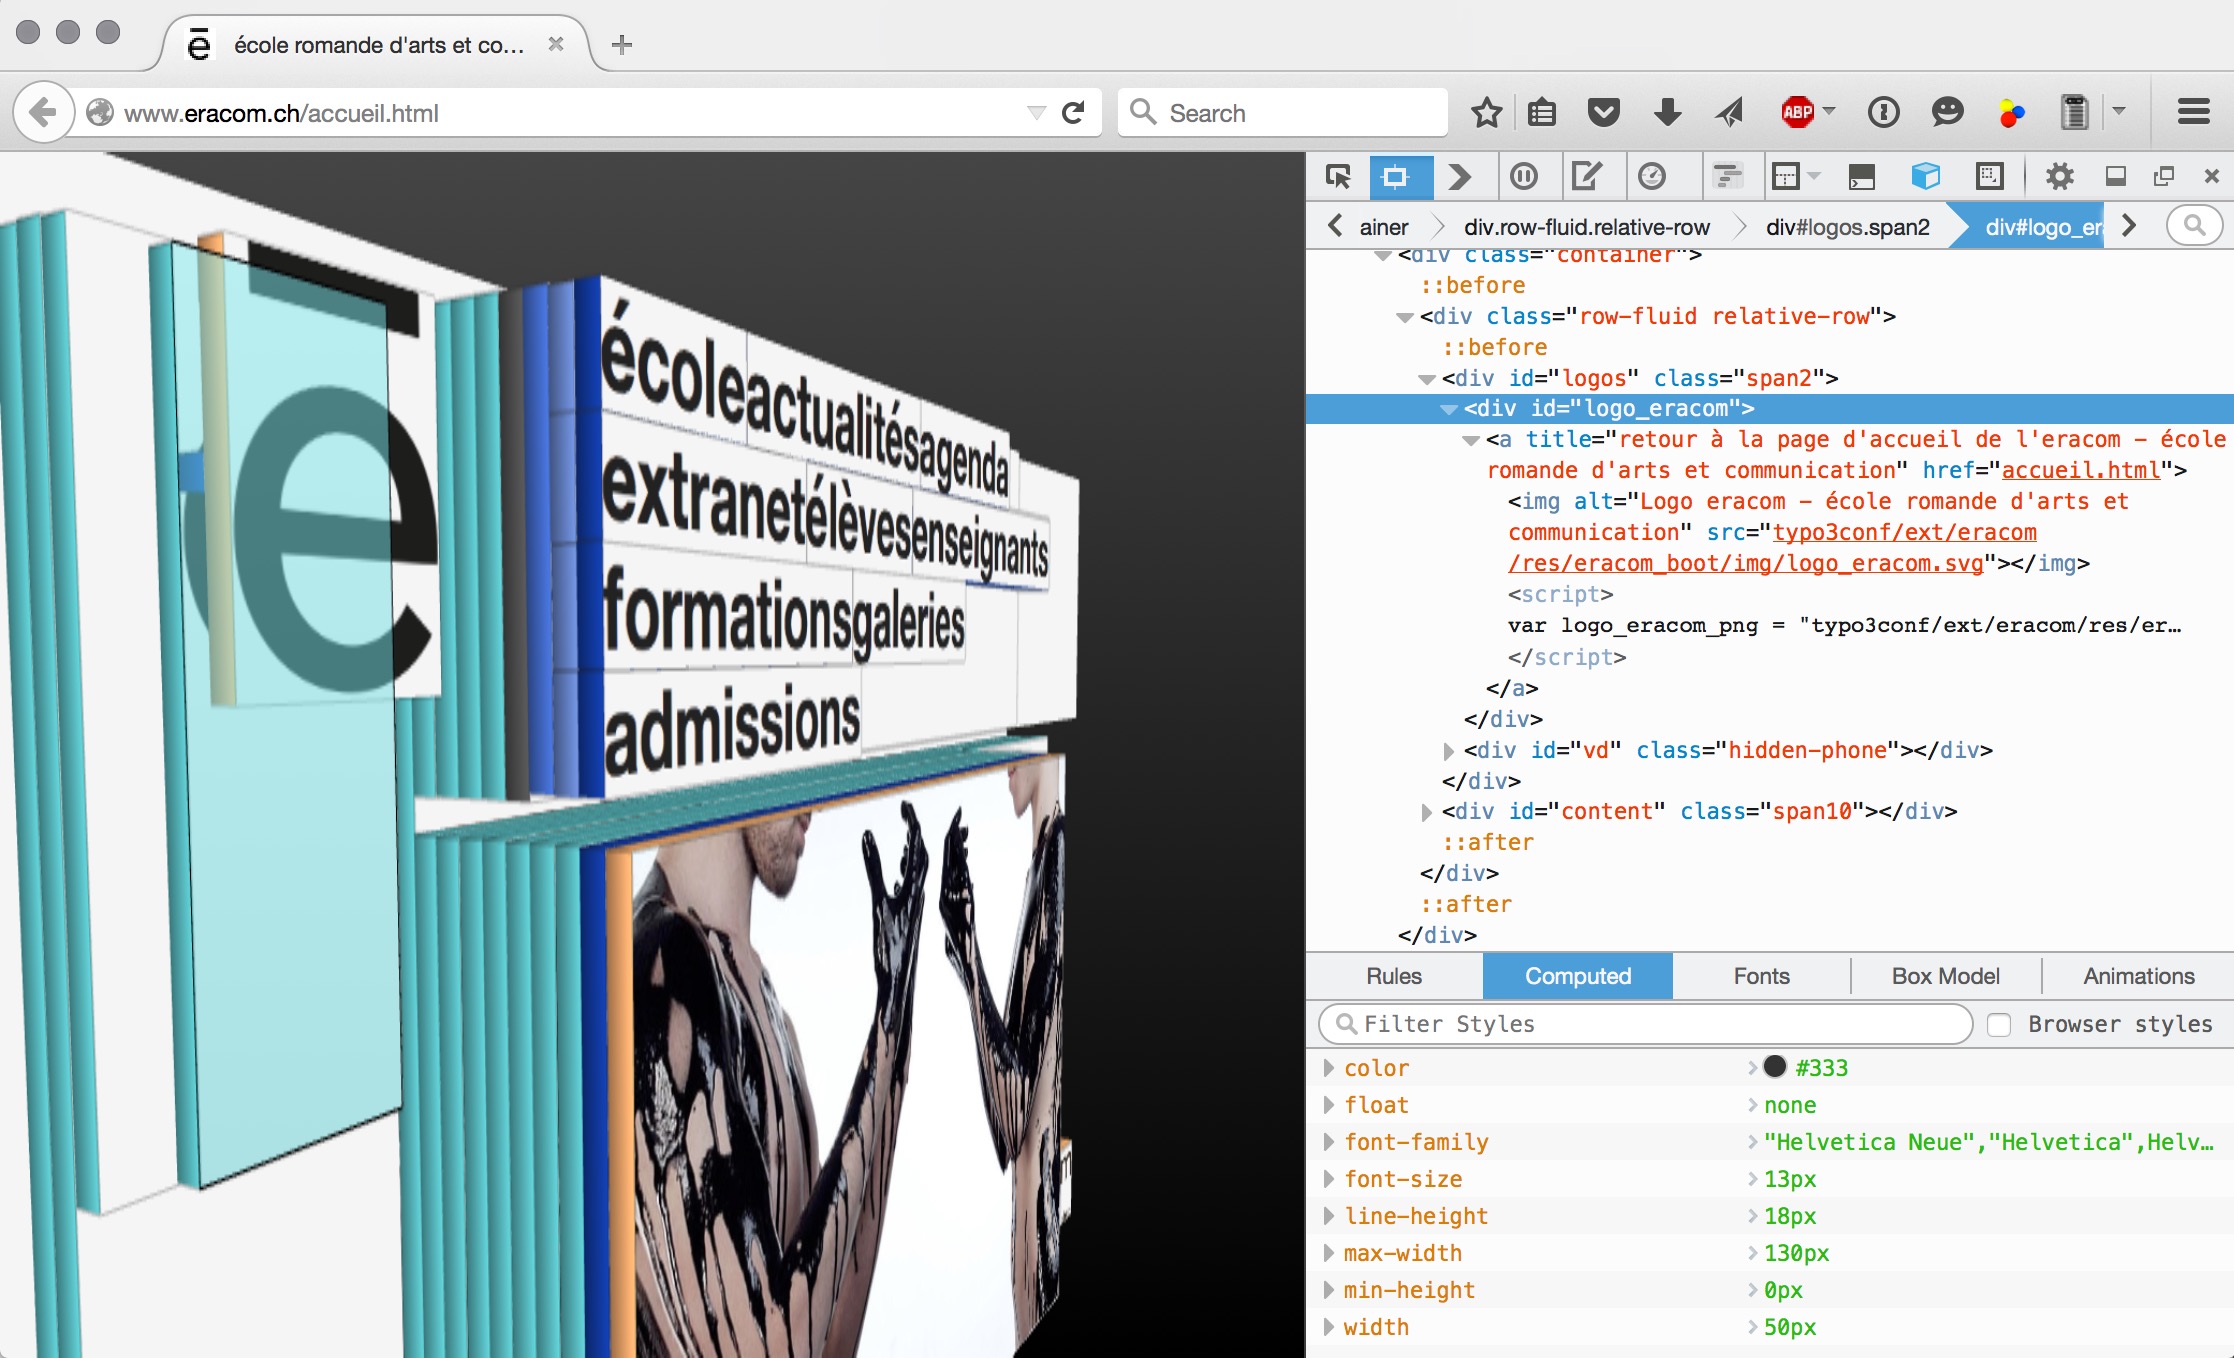 école romande d'arts et co...
www.eracom.ch/accueil.html
Search
ABP
ē
écoleactualitésagenda
extranetélèvesenseignants
formationsgaleries
admissions
ainer
div.row-fluid.relative-row
div#logos.span2
div#logo_er
<div class="container">
::before
<div class="row-fluid relative-row">
::before
<div id="logos" class="span2">
<div id="logo_eracom">
<a title="retour à la page d'accueil de l'eracom – école
romande d'arts et communication" href="accueil.html">
<img alt="Logo eracom – école romande d'arts et
communication" src="typo3conf/ext/eracom
/res/eracom_boot/img/logo_eracom.svg"></img>
<script>
var logo_eracom_png = "typo3conf/ext/eracom/res/er…
</script>
</a>
</div>
<div id="vd" class="hidden-phone"></div>
</div>
<div id="content" class="span10"></div>
::after
</div>
::after
</div>
Rules
Computed
Fonts
Box Model
Animations
Filter Styles
Browser styles
color #333
float none
font-family "Helvetica Neue","Helvetica",Helv…
font-size 13px
line-height 18px
max-width 130px
min-height 0px
width 50px